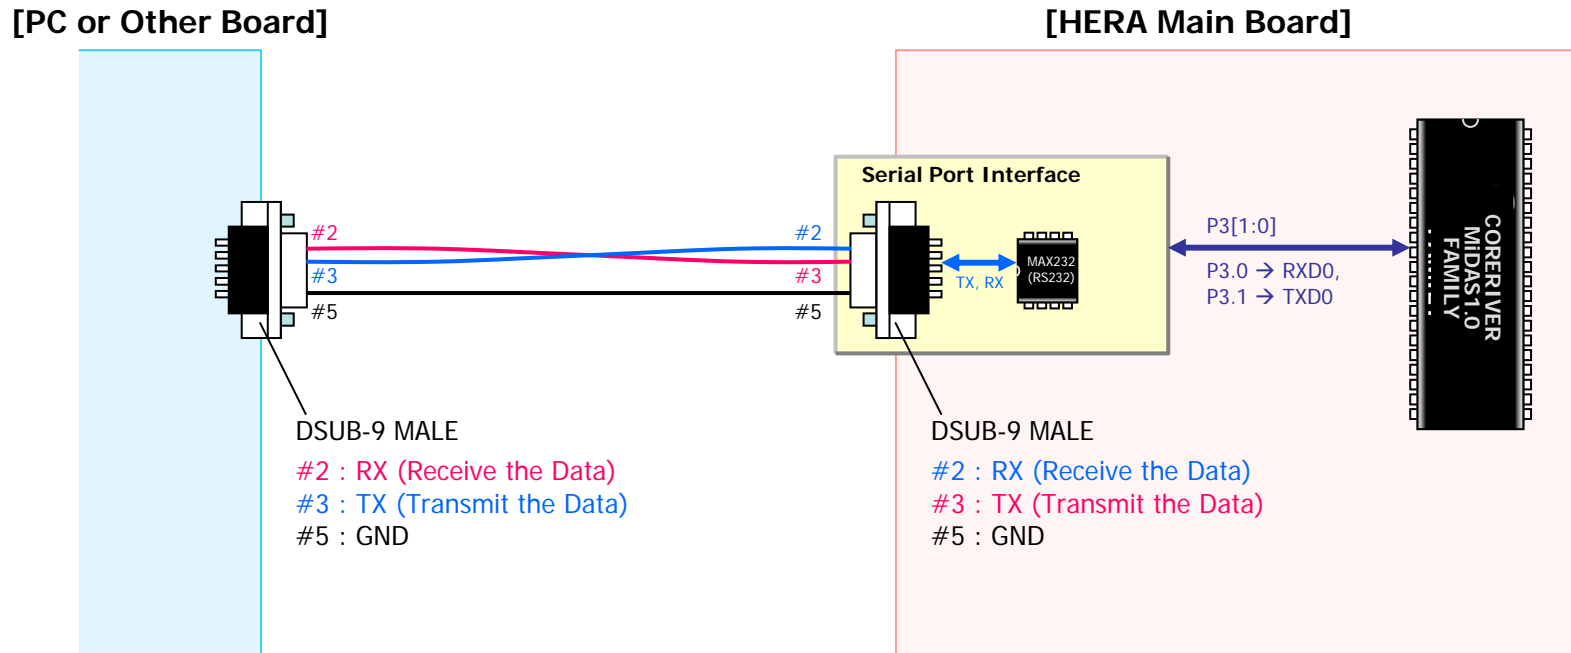 [PC or Other Board]
[HERA Main Board]
Serial Port Interface
#2
#3
#5
#2
#3
#5
TX, RX
MAX232
(RS232)
P3[1:0]
P3.0 → RXD0,
P3.1 → TXD0
CORERIVER
MiDAS1.0
FAMILY
DSUB-9 MALE
#2 : RX (Receive the Data)
#3 : TX (Transmit the Data)
#5 : GND
DSUB-9 MALE
#2 : RX (Receive the Data)
#3 : TX (Transmit the Data)
#5 : GND